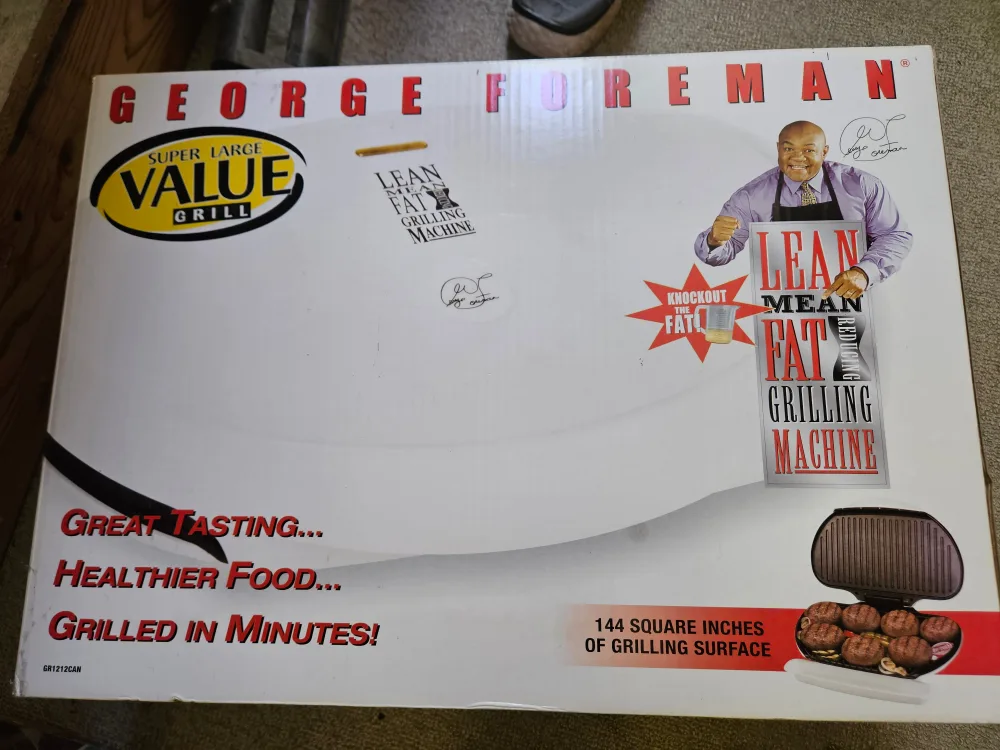 GEORGE FOREMAN®
SUPER LARGE
VALUE
GRILL
LEAN
MEAN
FAT
GRILLING
MACHINE
KNOCKOUT
THE
FAT!
LEAN
MEAN
FAT
REDUCING
GRILLING
MACHINE
GREAT TASTING...
HEALTHIER FOOD...
GRILLED IN MINUTES!
144 SQUARE INCHES
OF GRILLING SURFACE
GR1212CAN